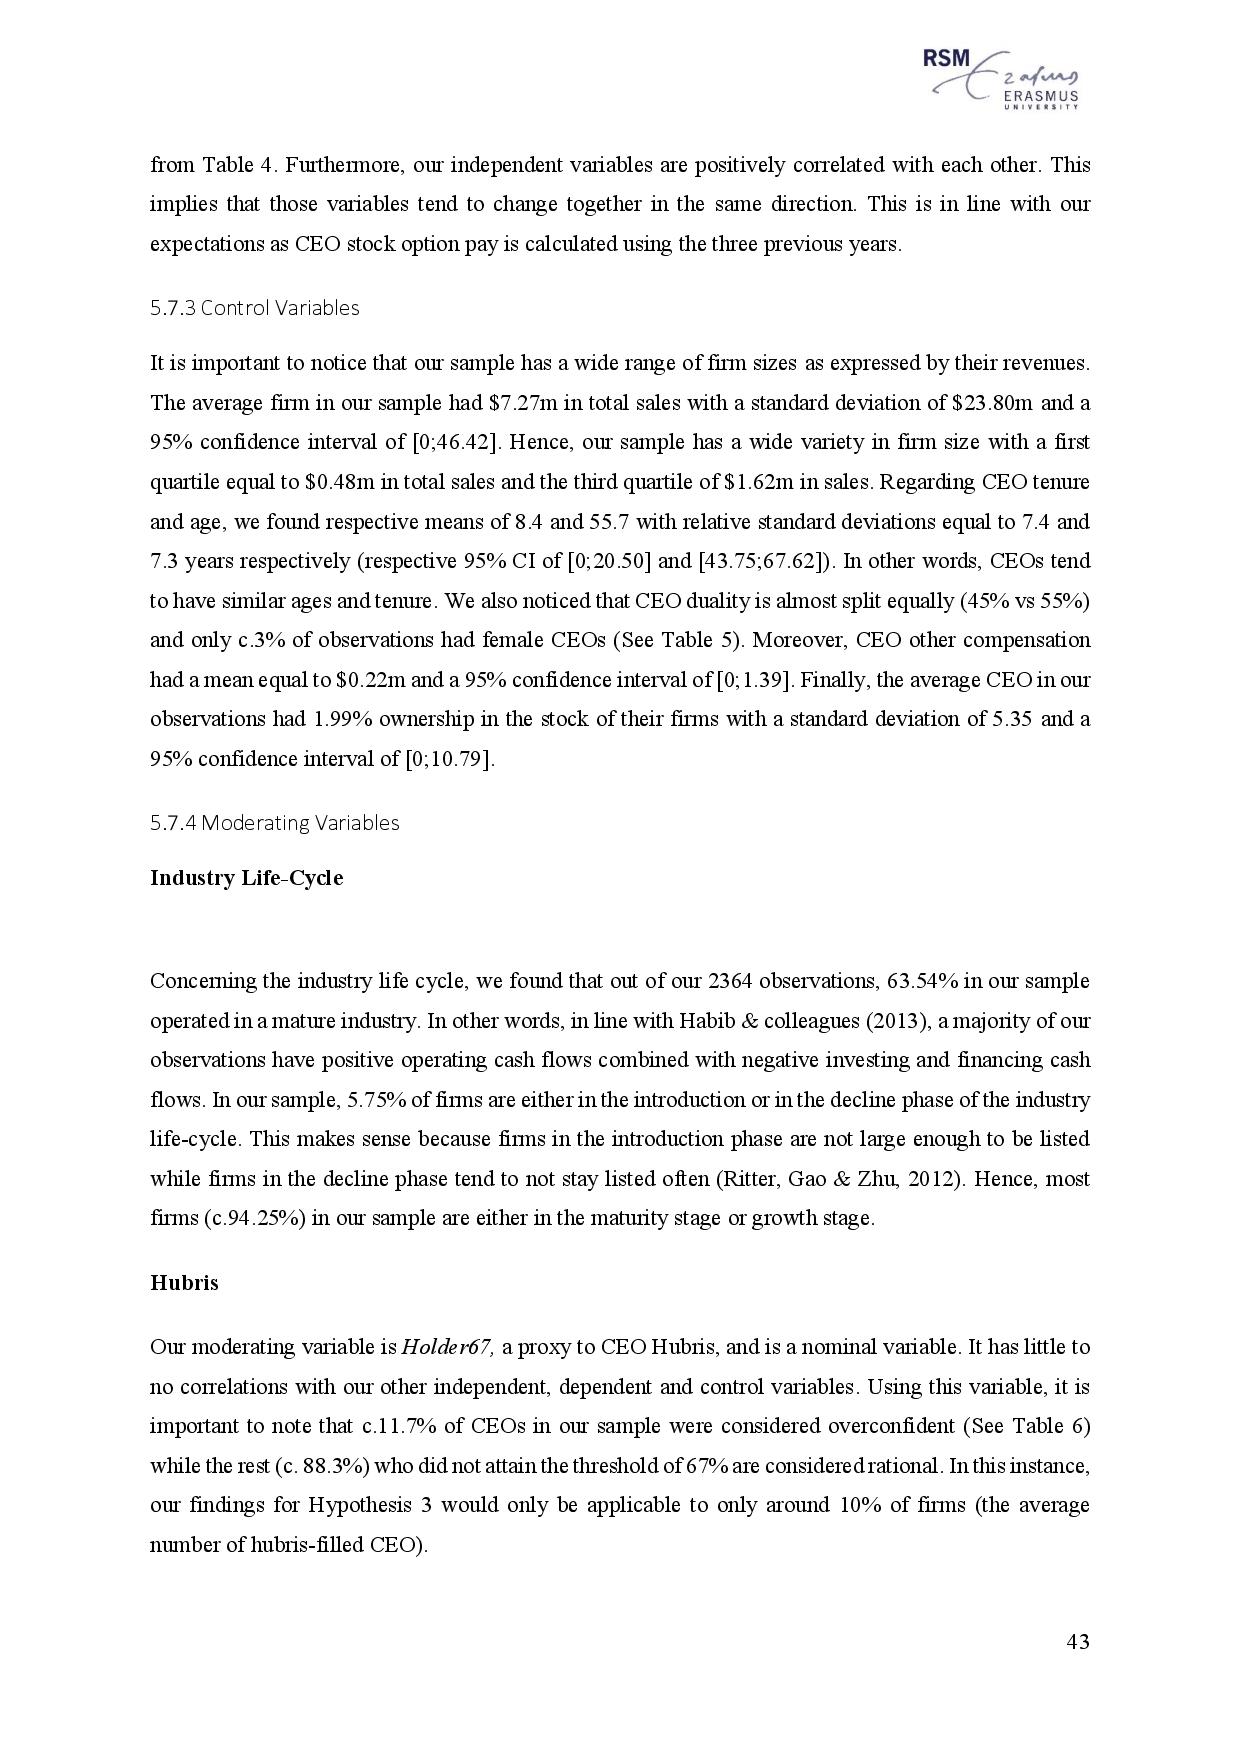 RSM
Erasmus
ERASMUS
UNIVERSITY
from Table 4. Furthermore, our independent variables are positively correlated with each other. This
implies that those variables tend to change together in the same direction. This is in line with our
expectations as CEO stock option pay is calculated using the three previous years.
5.7.3 Control Variables
It is important to notice that our sample has a wide range of firm sizes as expressed by their revenues.
The average firm in our sample had $7.27m in total sales with a standard deviation of $23.80m and a
95% confidence interval of [0;46.42]. Hence, our sample has a wide variety in firm size with a first
quartile equal to $0.48m in total sales and the third quartile of $1.62m in sales. Regarding CEO tenure
and age, we found respective means of 8.4 and 55.7 with relative standard deviations equal to 7.4 and
7.3 years respectively (respective 95% CI of [0;20.50] and [43.75;67.62]). In other words, CEOs tend
to have similar ages and tenure. We also noticed that CEO duality is almost split equally (45% vs 55%)
and only c.3% of observations had female CEOs (See Table 5). Moreover, CEO other compensation
had a mean equal to $0.22m and a 95% confidence interval of [0;1.39]. Finally, the average CEO in our
observations had 1.99% ownership in the stock of their firms with a standard deviation of 5.35 and a
95% confidence interval of [0;10.79].
5.7.4 Moderating Variables
Industry Life-Cycle
Concerning the industry life cycle, we found that out of our 2364 observations, 63.54% in our sample
operated in a mature industry. In other words, in line with Habib & colleagues (2013), a majority of our
observations have positive operating cash flows combined with negative investing and financing cash
flows. In our sample, 5.75% of firms are either in the introduction or in the decline phase of the industry
life-cycle. This makes sense because firms in the introduction phase are not large enough to be listed
while firms in the decline phase tend to not stay listed often (Ritter, Gao & Zhu, 2012). Hence, most
firms (c.94.25%) in our sample are either in the maturity stage or growth stage.
Hubris
Our moderating variable is Holder67, a proxy to CEO Hubris, and is a nominal variable. It has little to
no correlations with our other independent, dependent and control variables. Using this variable, it is
important to note that c.11.7% of CEOs in our sample were considered overconfident (See Table 6)
while the rest (c. 88.3%) who did not attain the threshold of 67% are considered rational. In this instance,
our findings for Hypothesis 3 would only be applicable to only around 10% of firms (the average
number of hubris-filled CEO).
43